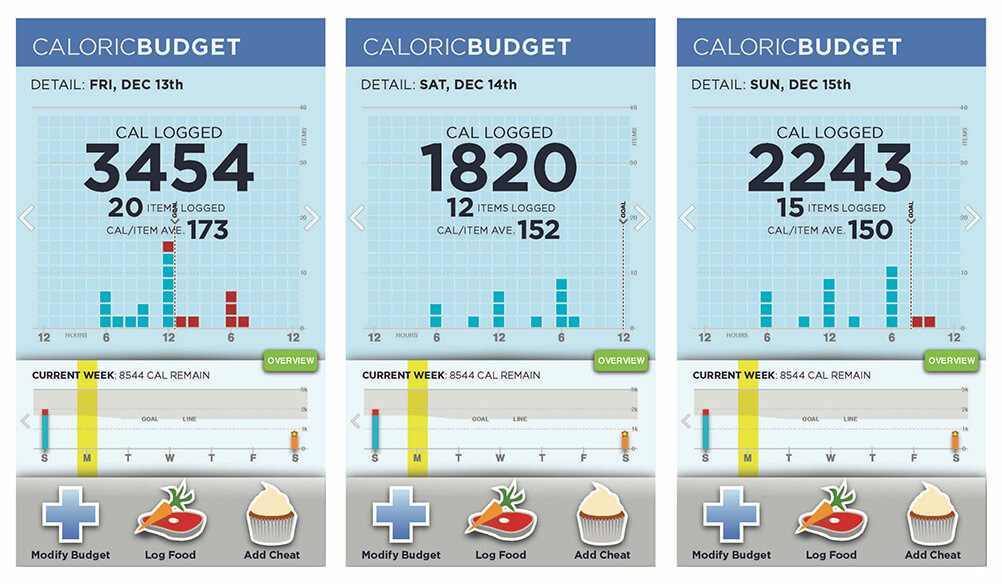 CALORICBUDGET
DETAIL: FRI, DEC 13th
40
CAL LOGGED
ITEMS
3454
30
20 ITEMS LOGGED
GOAL
20
CAL/ITEM AVE. 173
10
0
12 HOURS 6 12 6 12
OVERVIEW
CURRENT WEEK: 8544 CAL REMAIN
3k
2k
GOAL LINE
1k
0
S M T W T F S
Modify Budget Log Food Add Cheat
CALORICBUDGET
DETAIL: SAT, DEC 14th
40
CAL LOGGED
ITEMS
1820
30
12 ITEMS LOGGED
GOAL
20
CAL/ITEM AVE. 152
10
0
12 HOURS 6 12 6 12
OVERVIEW
CURRENT WEEK: 8544 CAL REMAIN
3k
2k
GOAL LINE
1k
0
S M T W T F S
Modify Budget Log Food Add Cheat
CALORICBUDGET
DETAIL: SUN, DEC 15th
40
CAL LOGGED
ITEMS
2243
30
15 ITEMS LOGGED
GOAL
20
CAL/ITEM AVE. 150
10
0
12 HOURS 6 12 6 12
OVERVIEW
CURRENT WEEK: 8544 CAL REMAIN
3k
2k
GOAL LINE
1k
0
S M T W T F S
Modify Budget Log Food Add Cheat